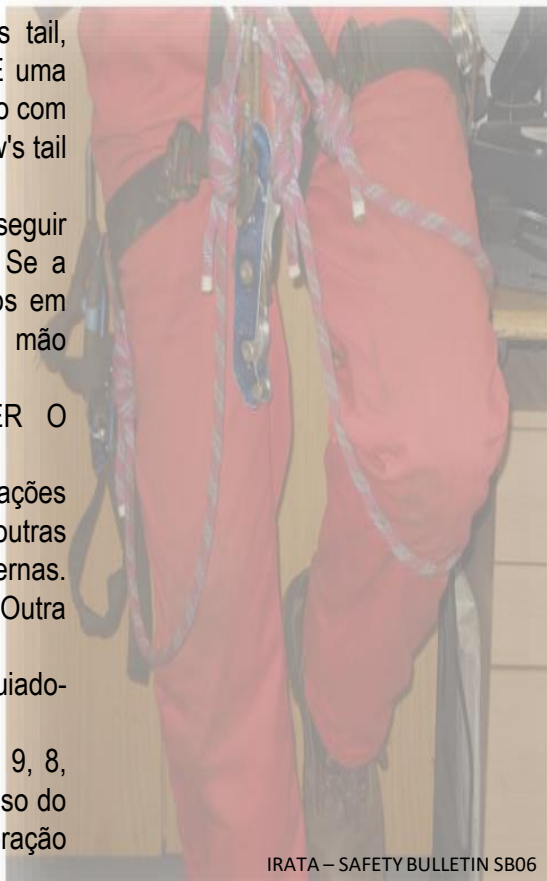 s tail,
E uma
o com
v's tail
seguir
Se a
os em
mão
ER O
ações
outras
ernas.
Outra
uiado-
9, 8,
so do
ração
IRATA – SAFETY BULLETIN SB06